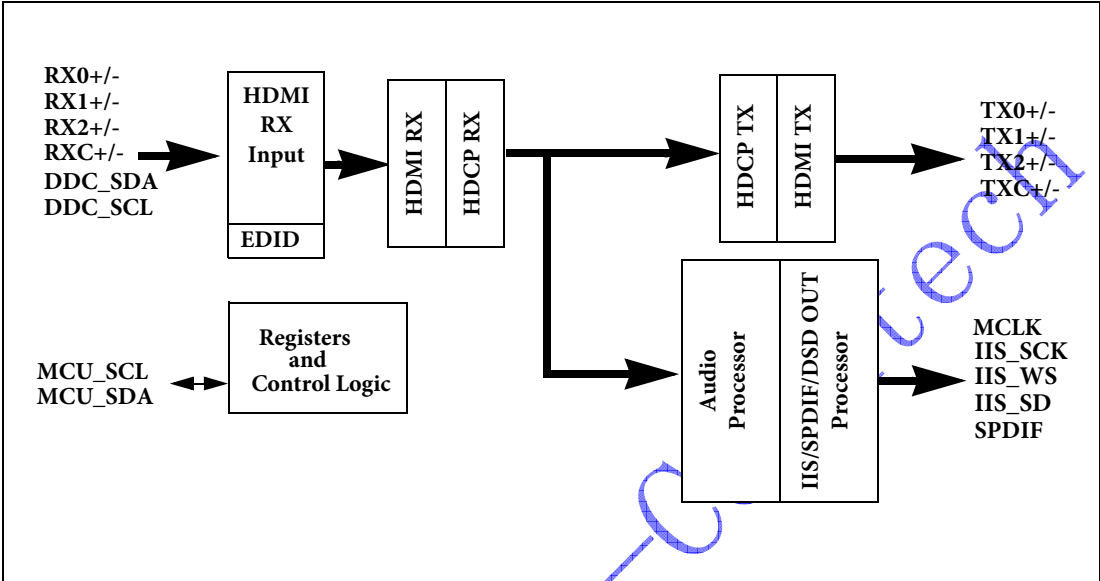 RX0+/-
RX1+/-
RX2+/-
RXC+/-
DDC_SDA
DDC_SCL
HDMI
RX
Input
EDID
HDMI RX
HDCP RX
HDCP TX
HDMI TX
TX0+/-
TX1+/-
TX2+/-
TXC+/-
MCU_SCL
MCU_SDA
Registers
and
Control Logic
Audio
Processor
IIS/SPDIF/DSD OUT
Processor
MCLK
IIS_SCK
IIS_WS
IIS_SD
SPDIF